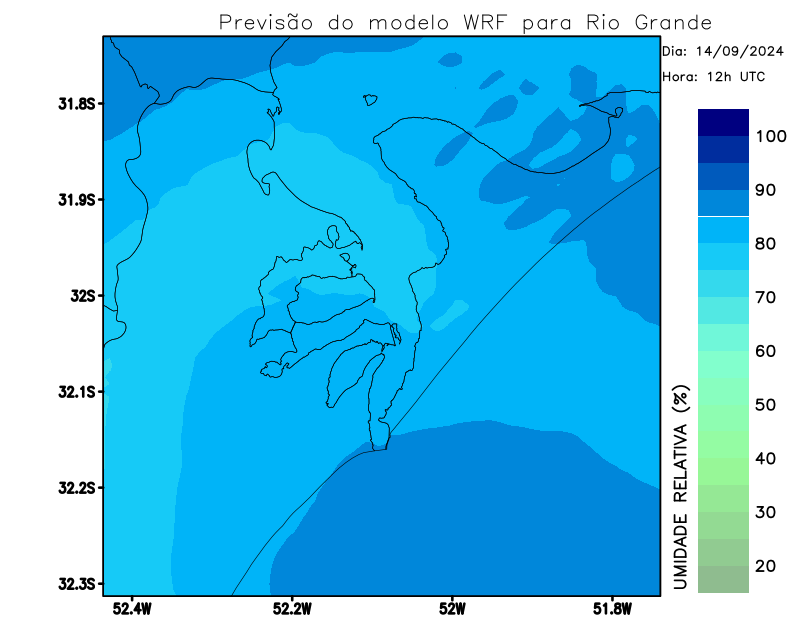 Previsão do modelo WRF para Rio Grande
Dia: 14/09/2024
Hora: 12h UTC
31.8S
31.9S
32S
32.1S
32.2S
32.3S
52.4W
52.2W
52W
51.8W
100
90
80
70
60
50
40
30
20
UMIDADE RELATIVA (%)